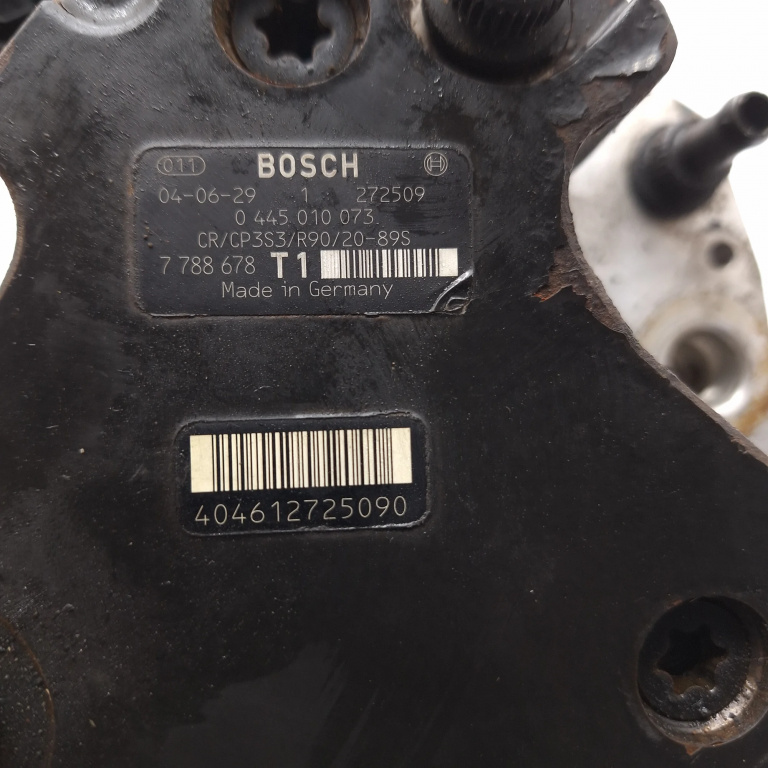 011 BOSCH
04-06-29 1 272509
0 445 010 073
CR/CP3S3/R90/20-89S
7 788 678 T1
Made in Germany
404612725090